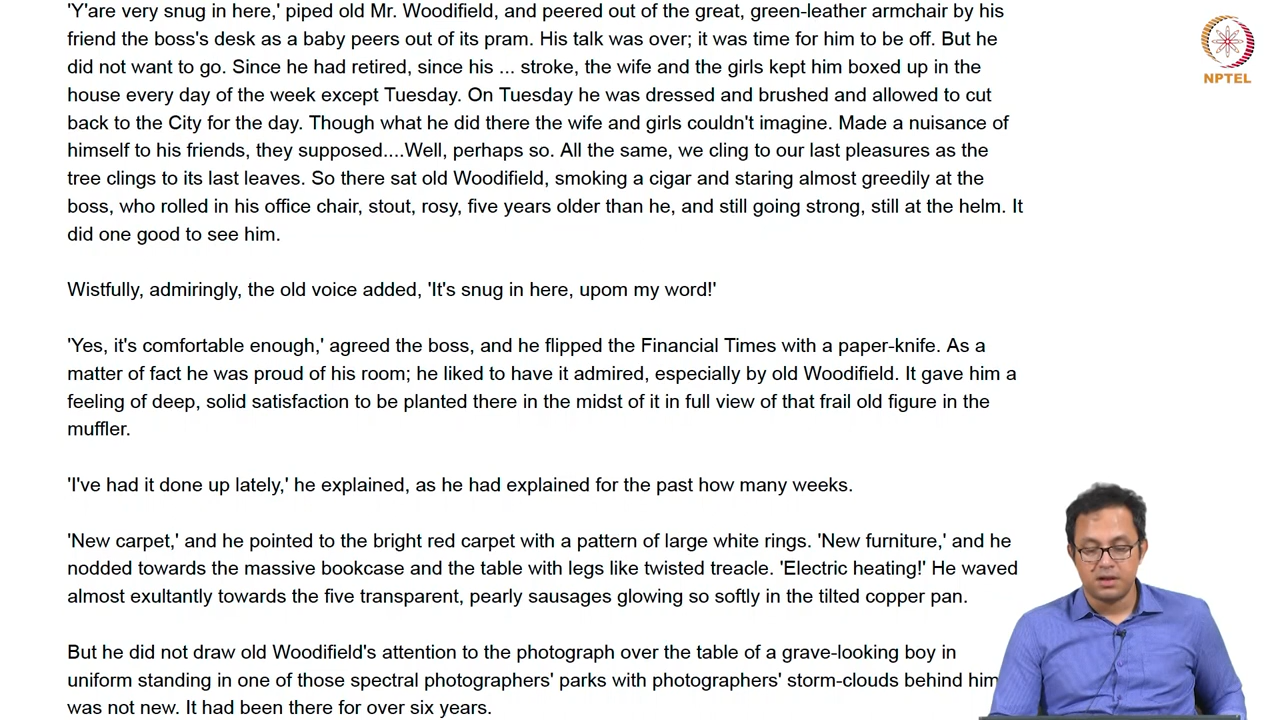 'Y'are very snug in here,' piped old Mr. Woodifield, and peered out of the great, green-leather armchair by his
friend the boss's desk as a baby peers out of its pram. His talk was over; it was time for him to be off. But he
did not want to go. Since he had retired, since his ... stroke, the wife and the girls kept him boxed up in the
house every day of the week except Tuesday. On Tuesday he was dressed and brushed and allowed to cut
back to the City for the day. Though what he did there the wife and girls couldn't imagine. Made a nuisance of
himself to his friends, they supposed....Well, perhaps so. All the same, we cling to our last pleasures as the
tree clings to its last leaves. So there sat old Woodifield, smoking a cigar and staring almost greedily at the
boss, who rolled in his office chair, stout, rosy, five years older than he, and still going strong, still at the helm. It
did one good to see him.
Wistfully, admiringly, the old voice added, 'It's snug in here, upom my word!'
'Yes, it's comfortable enough,' agreed the boss, and he flipped the Financial Times with a paper-knife. As a
matter of fact he was proud of his room; he liked to have it admired, especially by old Woodifield. It gave him a
feeling of deep, solid satisfaction to be planted there in the midst of it in full view of that frail old figure in the
muffler.
'I've had it done up lately,' he explained, as he had explained for the past how many weeks.
'New carpet,' and he pointed to the bright red carpet with a pattern of large white rings. 'New furniture,' and he
nodded towards the massive bookcase and the table with legs like twisted treacle. 'Electric heating!' He waved
almost exultantly towards the five transparent, pearly sausages glowing so softly in the tilted copper pan.
But he did not draw old Woodifield's attention to the photograph over the table of a grave-looking boy in
uniform standing in one of those spectral photographers' parks with photographers' storm-clouds behind him
was not new. It had been there for over six years.
NPTEL